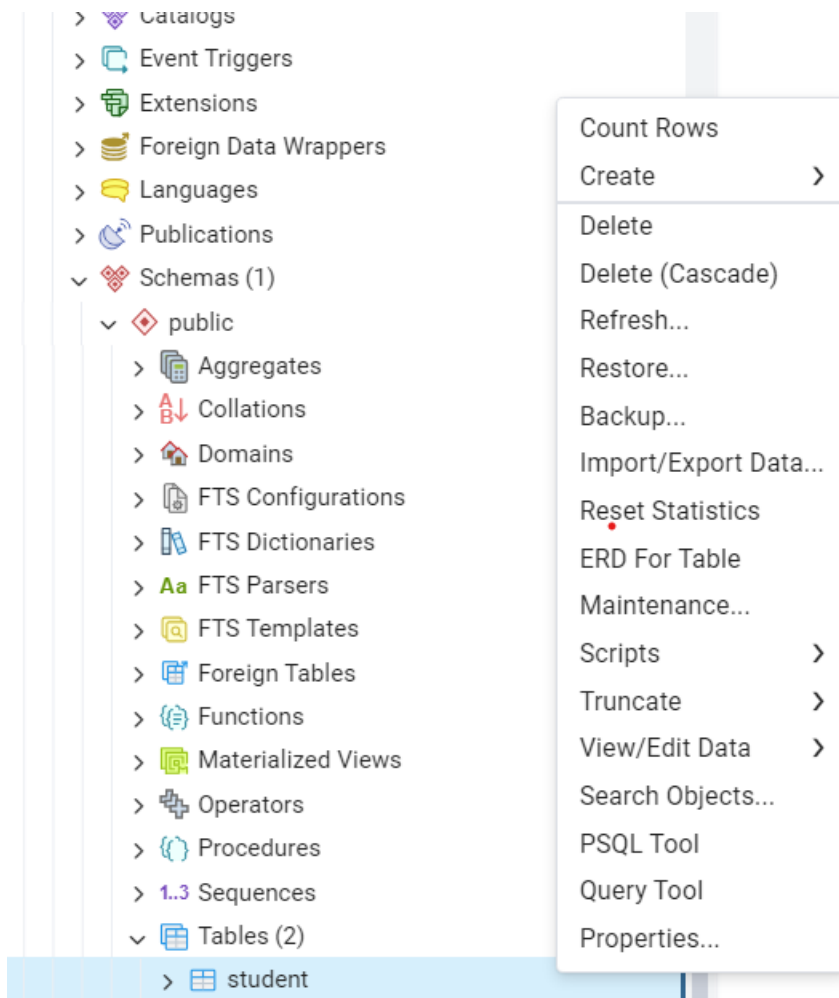 Catalogs
Event Triggers
Extensions
Foreign Data Wrappers
Languages
Publications
Schemas (1)
public
Aggregates
Collations
Domains
FTS Configurations
FTS Dictionaries
Aa FTS Parsers
FTS Templates
Foreign Tables
Functions
Materialized Views
Operators
Procedures
1..3 Sequences
Tables (2)
student
Count Rows
Create
Delete
Delete (Cascade)
Refresh...
Restore...
Backup...
Import/Export Data...
Reset Statistics
ERD For Table
Maintenance...
Scripts
Truncate
View/Edit Data
Search Objects...
PSQL Tool
Query Tool
Properties...